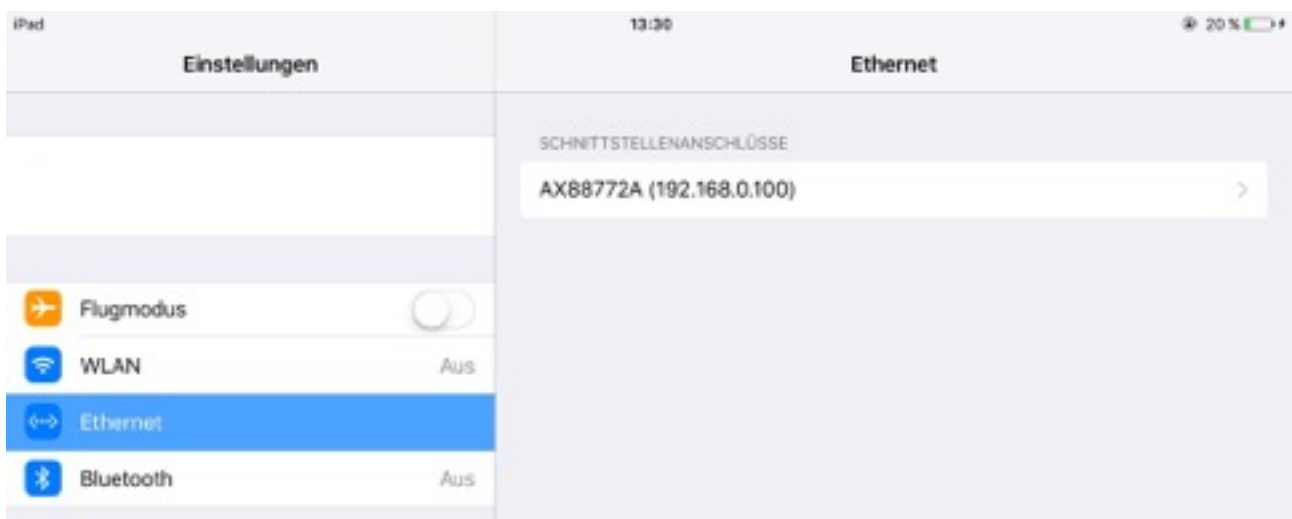 iPad 13:30 20 %
Einstellungen
Ethernet
SCHNITTSTELLENANSCHLÜSSE
AX88772A (192.168.0.100)
Flugmodus
WLAN Aus
Ethernet
Bluetooth Aus